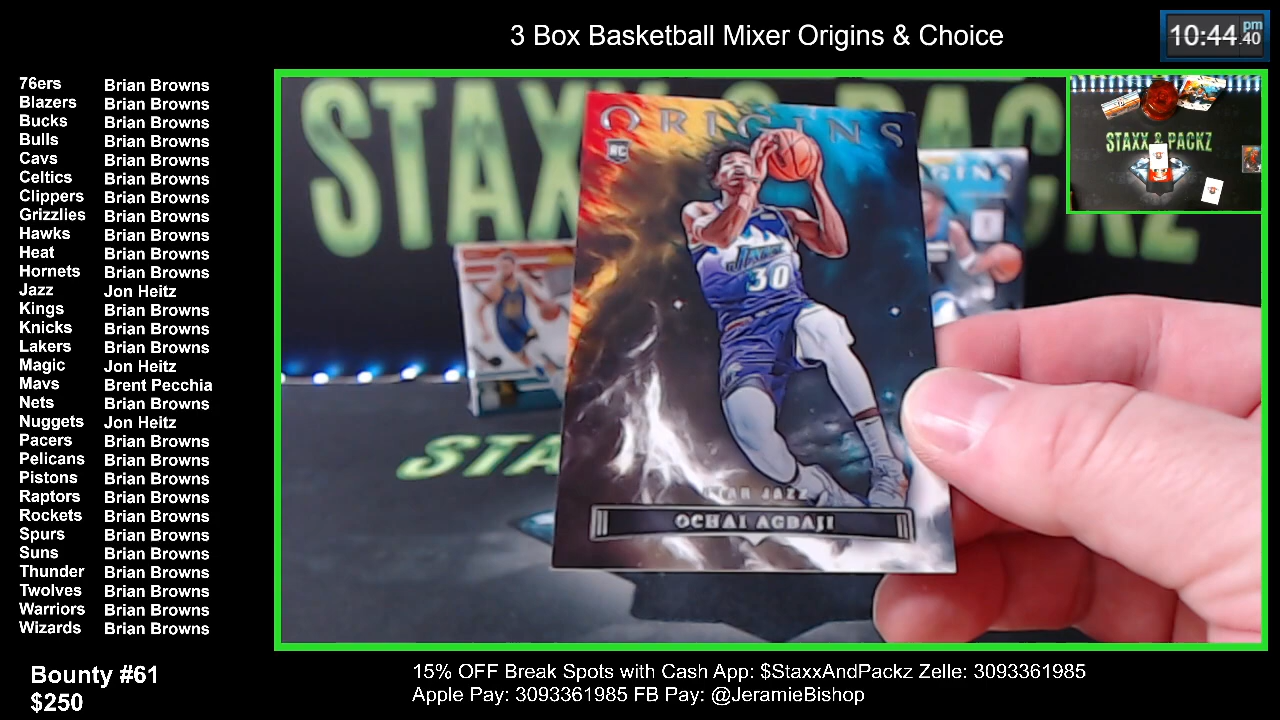 3 Box Basketball Mixer Origins & Choice
10:44 pm .40
76ers Brian Browns
Blazers Brian Browns
Bucks Brian Browns
Bulls Brian Browns
Cavs Brian Browns
Celtics Brian Browns
Clippers Brian Browns
Grizzlies Brian Browns
Hawks Brian Browns
Heat Brian Browns
Hornets Brian Browns
Jazz Jon Heitz
Kings Brian Browns
Knicks Brian Browns
Lakers Brian Browns
Magic Jon Heitz
Mavs Brent Pecchia
Nets Brian Browns
Nuggets Jon Heitz
Pacers Brian Browns
Pelicans Brian Browns
Pistons Brian Browns
Raptors Brian Browns
Rockets Brian Browns
Spurs Brian Browns
Suns Brian Browns
Thunder Brian Browns
Twolves Brian Browns
Warriors Brian Browns
Wizards Brian Browns
Bounty #61
$250
STAX
ACKZ
ORIGINS
RC
JAZZ
30
JAZZ
OCHAI AGBAJI
GINS
STA
STAXX & PACKZ
15% OFF Break Spots with Cash App: $StaxxAndPackz Zelle: 3093361985
Apple Pay: 3093361985 FB Pay: @JeramieBishop